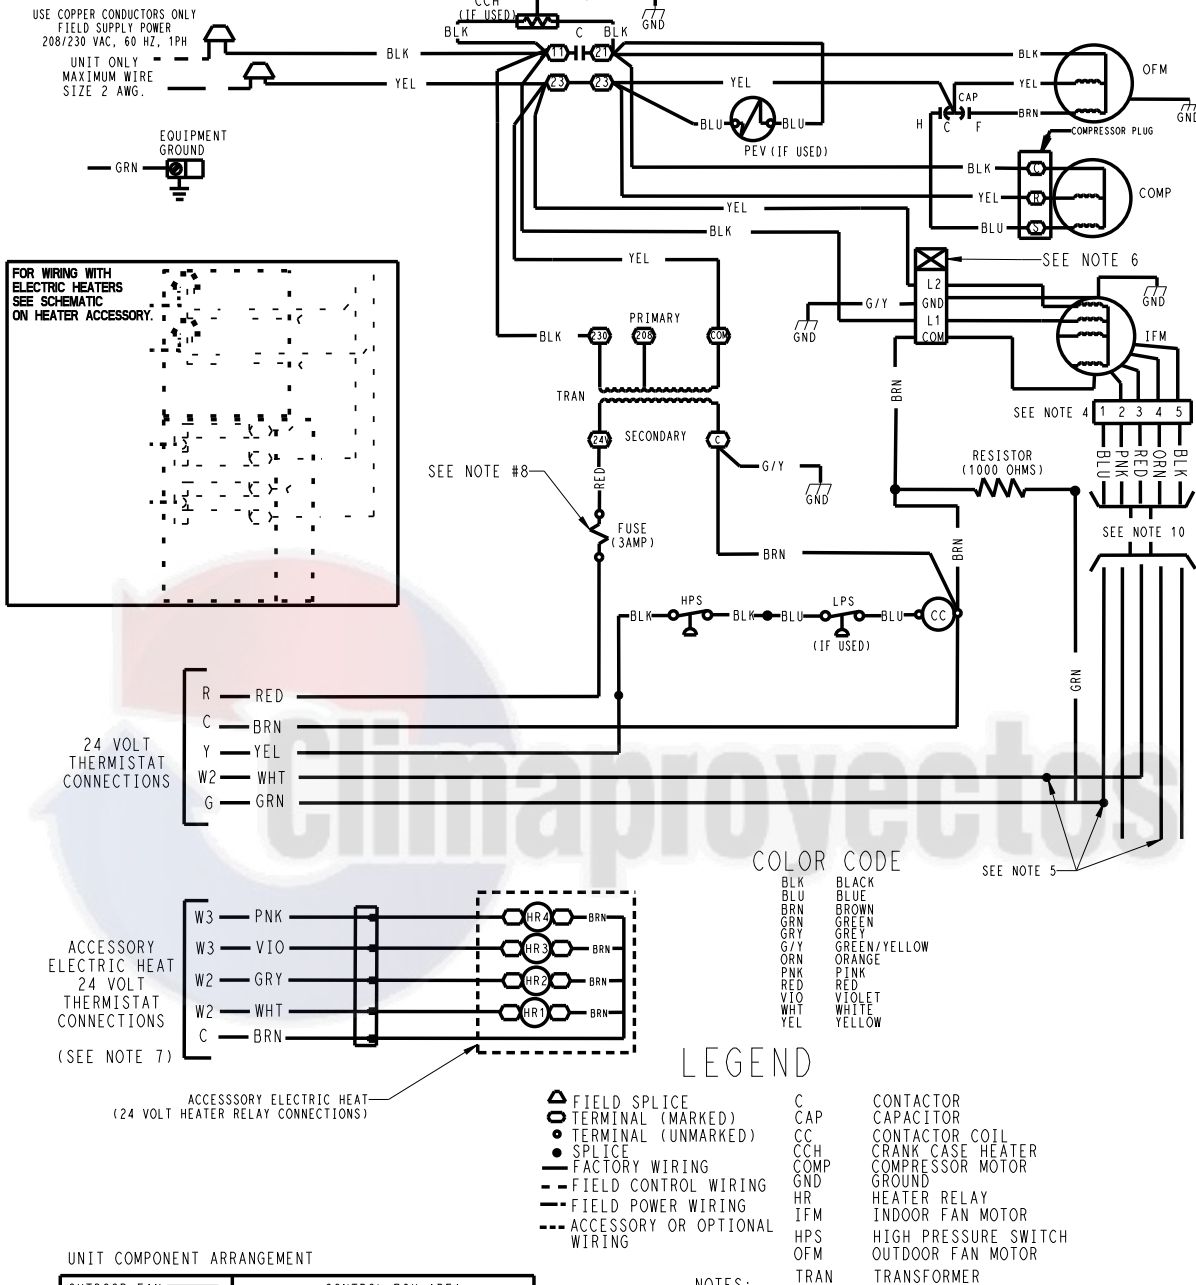 USE COPPER CONDUCTORS ONLY
FIELD SUPPLY POWER
208/230 VAC, 60 HZ, 1PH
UNIT ONLY
MAXIMUM WIRE
SIZE 2 AWG.
BLK
YEL
EQUIPMENT
GROUND
GRN
CCH
(IF USED)
BLK
C
BLK
GND
11
21
23
23
YEL
BLU
BLU
PEV (IF USED)
BLK
YEL
BRN
OFM
GND
CAP
H C F
COMPRESSOR PLUG
BLK
YEL
BLU
C
R
S
COMP
YEL
BLK
YEL
SEE NOTE 6
L2
GND
L1
COM
G/Y
GND
GND
IFM
BLK
PRIMARY
230
208
COM
TRAN
24V
SECONDARY
C
G/Y
GND
BRN
SEE NOTE 4
1 2 3 4 5
BLU
PNK
RED
ORN
BLK
RESISTOR
(1000 OHMS)
SEE NOTE #8
RED
FUSE
(3AMP)
BRN
BRN
SEE NOTE 10
HPS
BLK
BLK
BLU
LPS
(IF USED)
BLU
CC
GRN
FOR WIRING WITH
ELECTRIC HEATERS
SEE SCHEMATIC
ON HEATER ACCESSORY.
24 VOLT
THERMISTAT
CONNECTIONS
R RED
C BRN
Y YEL
W2 WHT
G GRN
Climaproyectos
SEE NOTE 5
ACCESSORY
ELECTRIC HEAT
24 VOLT
THERMISTAT
CONNECTIONS
(SEE NOTE 7)
W3 PNK
W3 VIO
W2 GRY
W2 WHT
C BRN
HR4 BRN
HR3 BRN
HR2 BRN
HR1 BRN
ACCESSSORY ELECTRIC HEAT
(24 VOLT HEATER RELAY CONNECTIONS)
COLOR CODE
BLK BLACK
BLU BLUE
BRN BROWN
GRN GREEN
GRY GREY
G/Y GREEN/YELLOW
ORN ORANGE
PNK PINK
RED RED
VIO VIOLET
WHT WHITE
YEL YELLOW
LEGEND
FIELD SPLICE
TERMINAL (MARKED)
TERMINAL (UNMARKED)
SPLICE
FACTORY WIRING
FIELD CONTROL WIRING
FIELD POWER WIRING
ACCESSORY OR OPTIONAL
WIRING
C CONTACTOR
CAP CAPACITOR
CC CONTACTOR COIL
CCH CRANK CASE HEATER
COMP COMPRESSOR MOTOR
GND GROUND
HR HEATER RELAY
IFM INDOOR FAN MOTOR
HPS HIGH PRESSURE SWITCH
OFM OUTDOOR FAN MOTOR
TRAN TRANSFORMER
UNIT COMPONENT ARRANGEMENT
NOTES: